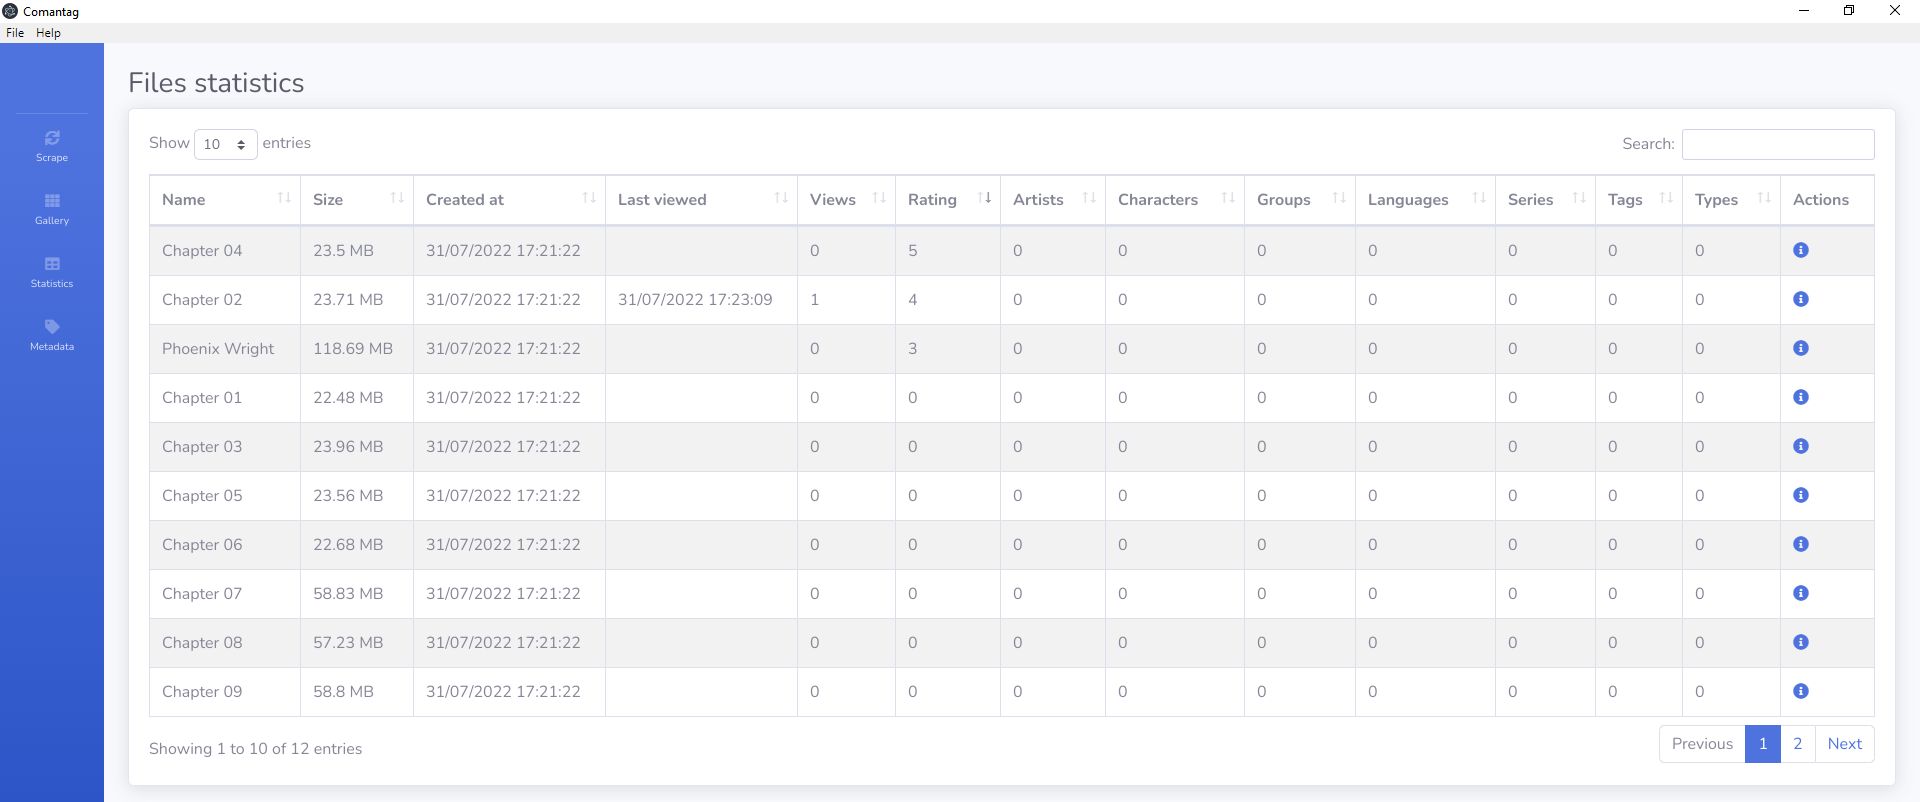 Comantag
File Help
Scrape
Gallery
Statistics
Metadata
Files statistics
Show 10 entries Search:
Name Size Created at Last viewed Views Rating Artists Characters Groups Languages Series Tags Types Actions
Chapter 04 23.5 MB 31/07/2022 17:21:22 0 5 0 0 0 0 0 0 0
Chapter 02 23.71 MB 31/07/2022 17:21:22 31/07/2022 17:23:09 1 4 0 0 0 0 0 0 0
Phoenix Wright 118.69 MB 31/07/2022 17:21:22 0 3 0 0 0 0 0 0 0
Chapter 01 22.48 MB 31/07/2022 17:21:22 0 0 0 0 0 0 0 0 0
Chapter 03 23.96 MB 31/07/2022 17:21:22 0 0 0 0 0 0 0 0 0
Chapter 05 23.56 MB 31/07/2022 17:21:22 0 0 0 0 0 0 0 0 0
Chapter 06 22.68 MB 31/07/2022 17:21:22 0 0 0 0 0 0 0 0 0
Chapter 07 58.83 MB 31/07/2022 17:21:22 0 0 0 0 0 0 0 0 0
Chapter 08 57.23 MB 31/07/2022 17:21:22 0 0 0 0 0 0 0 0 0
Chapter 09 58.8 MB 31/07/2022 17:21:22 0 0 0 0 0 0 0 0 0
Showing 1 to 10 of 12 entries Previous 1 2 Next